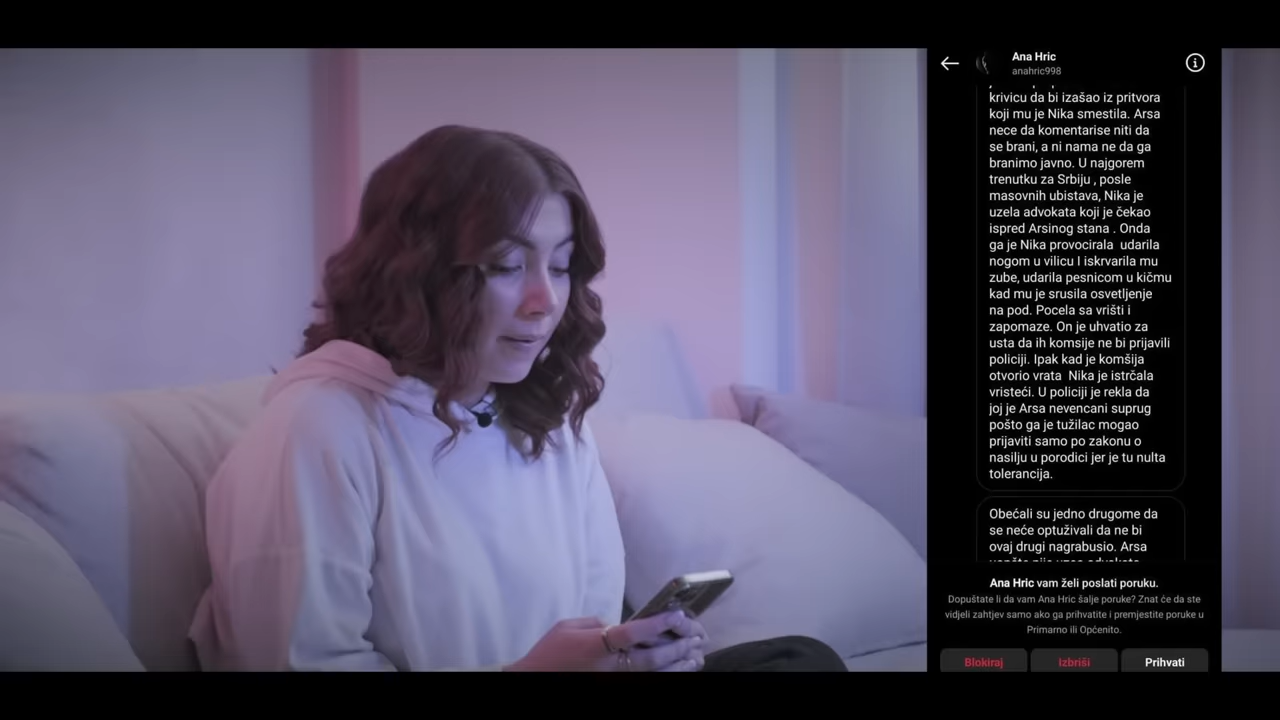 Ana Hric
anahric998
krivicu da bi izašao iz pritvora
koji mu je Nika smestila. Arsa
nece da komentarise niti da
se brani, a ni nama ne da ga
branimo javno. U najgorem
trenutku za Srbiju , posle
masovnih ubistava, Nika je
uzela advokata koji je čekao
ispred Arsinog stana . Onda
ga je Nika provocirala  udarila
nogom u vilicu I iskrvarila mu
zube, udarila pesnicom u kičmu
kad mu je srusila osvetljenje
na pod. Pocela sa vrišti i
zapomaze. On je uhvatio za
usta da ih komsije ne bi prijavili
policiji. Ipak kad je komšija
otvorio vrata  Nika je istrčala
vristeći. U policiji je rekla da
joj je Arsa nevencani suprug
pošto ga je tužilac mogao
prijaviti samo po zakonu o
nasilju u porodici jer je tu nulta
tolerancija.
Obećali su jedno drugome da
se neće optuživali da ne bi
ovaj drugi nagrabusio. Arsa
Ana Hric vam želi poslati poruku.
Dopuštate li da vam Ana Hric šalje poruke? Znat će da ste
vidjeli zahtjev samo ako ga prihvatite i premjestite poruke u
Primarno ili Općenito.
Blokiraj
Izbriši
Prihvati